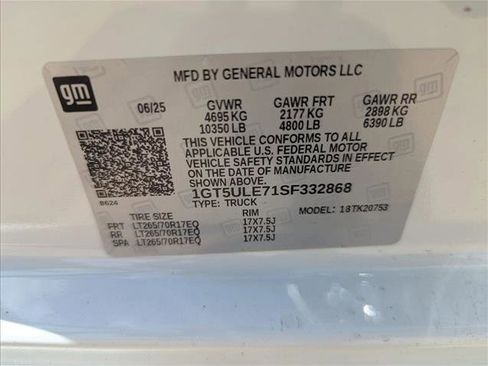 gm
MFD BY GENERAL MOTORS LLC
06/25 GVWR GAWR FRT GAWR RR
4695 KG 2177 KG 2898 KG
10350 LB 4800 LB 6390 LB
THIS VEHICLE CONFORMS TO ALL
APPLICABLE U.S. FEDERAL MOTOR
VEHICLE SAFETY STANDARDS IN EFFECT
ON THE DATE OF MANUFACTURE
SHOWN ABOVE.
1GT5ULE71SF332868
B624 TYPE: TRUCK
TIRE SIZE RIM MODEL: 18TK20753
FRT LT265/70R17EQ 17X7.5J
RR LT265/70R17EQ 17X7.5J
SPA LT265/70R17EQ 17X7.5J